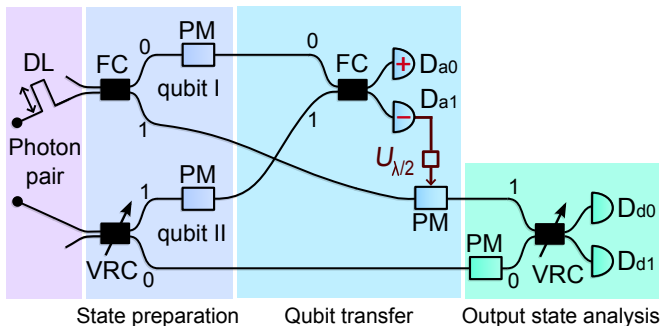 DL
Photon
pair
FC
0
PM
qubit I
1
1
PM
qubit II
VRC
0
0
FC
1
+
Da0
−
Da1
Uλ/2
PM
1
PM
0
VRC
Dd0
Dd1
State preparation
Qubit transfer
Output state analysis